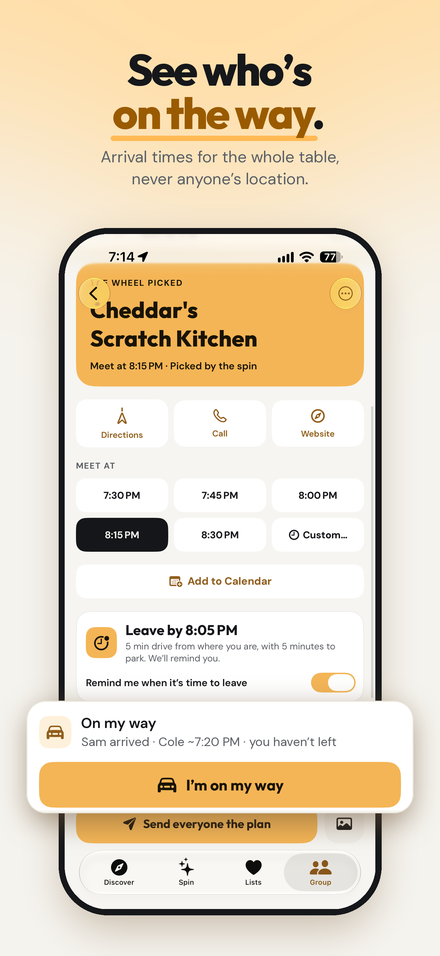 See who's
on the way.
Arrival times for the whole table,
never anyone's location.
7:14
77
WHEEL PICKED
Cheddar's
Scratch Kitchen
Meet at 8:15 PM · Picked by the spin
Directions
Call
Website
MEET AT
7:30 PM
7:45 PM
8:00 PM
8:15 PM
8:30 PM
Custom...
Add to Calendar
Leave by 8:05 PM
5 min drive from where you are, with 5 minutes to
park. We'll remind you.
Remind me when it's time to leave
On my way
Sam arrived · Cole ~7:20 PM · you haven't left
I'm on my way
Send everyone the plan
Discover
Spin
Lists
Group